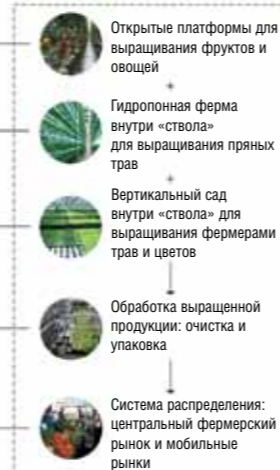 Открытые платформы для
выращивания фруктов и
овощей
+
Гидропонная ферма
внутри «ствола»
для выращивания пряных
трав
+
Вертикальный сад
внутри «ствола» для
выращивания фермерами
трав и цветов
Обработка выращенной
продукции: очистка и
упаковка
Система распределения:
центральный фермерский
рынок и мобильные
рынки